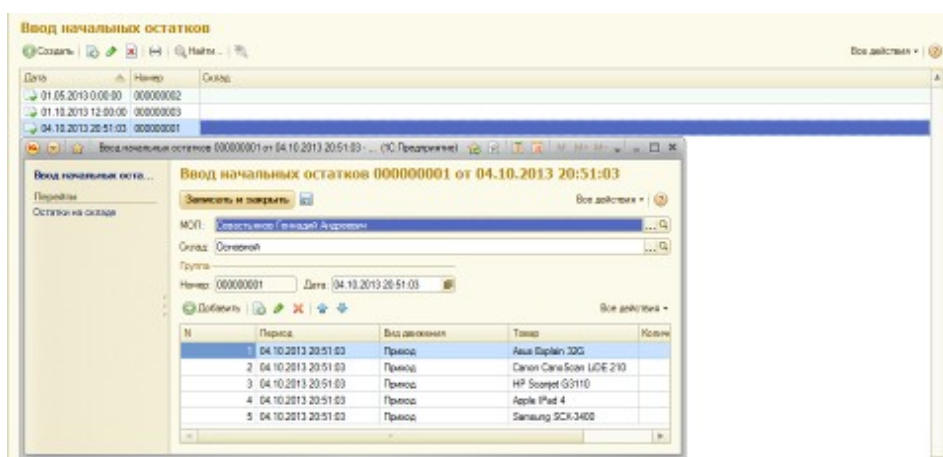 Ввод начальных остатков
Создать Найти... Все действия
Дата Номер Склад
01.05.2013 0:00:00 000000002
01.10.2013 12:00:00 000000003
04.10.2013 20:51:03 000000001
Ввод начальных остатков 000000001 от 04.10.2013 20:51:03 - ... (1С:Предприятие) M M+ M-
Ввод начальных оста...
Перейти
Остатки на складе
Ввод начальных остатков 000000001 от 04.10.2013 20:51:03
Записать и закрыть Все действия
МОЛ: Севастьянов Геннадий Андреевич ...
Склад: Основной ...
Группа
Номер: 000000001 Дата: 04.10.2013 20:51:03
Добавить Все действия
N Период Вид движения Товар Количе
1 04.10.2013 20:51:03 Приход Asus 32G
2 04.10.2013 20:51:03 Приход Canon CanoScan LiDE 210
3 04.10.2013 20:51:03 Приход HP Scanjet G3110
4 04.10.2013 20:51:03 Приход Apple IPad 4
5 04.10.2013 20:51:03 Приход Samsung SCX-3400